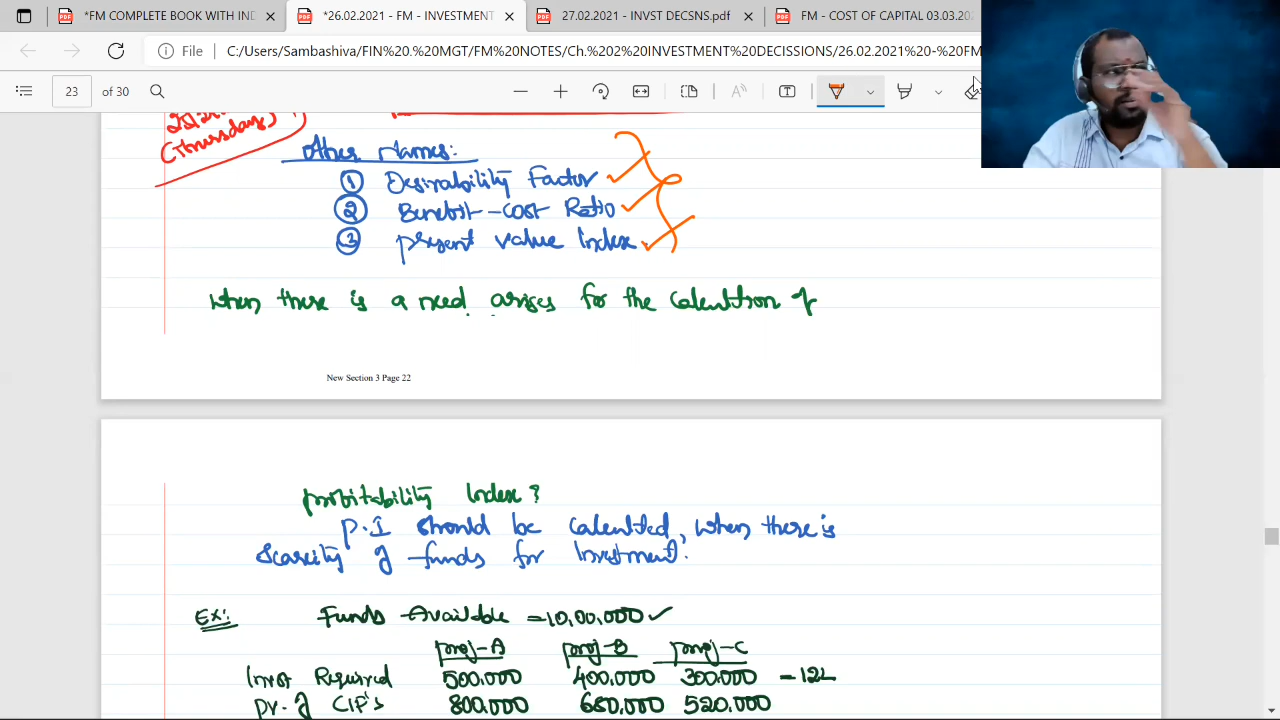 *FM COMPLETE BOOK WITH IND
*26.02.2021 - FM - INVESTMENT
27.02.2021 - INVST DECSNS.pdf
FM - COST OF CAPITAL 03.03.202
File C:/Users/Sambashiva/FIN%20.%20MGT/FM%20NOTES/Ch.%202%20INVESTMENT%20DECISSIONS/26.02.2021%20-%20FM
23 of 30
(Thursday)
Other Names:
① Desirability Factor
② Benefit-cost Ratio
③ present value Index
When there is a need arises for the calcultion of
New Section 3 Page 22
profitability Index?
P.I should be calculted, when there is
Scarcity of funds for Investment.
Ex: Funds Available = 10,00,000
proj-A proj-B proj-C
Invst Required 500,000 400,000 300,000 = 12L
PV. of CIF's 800,000 680,000 520,000